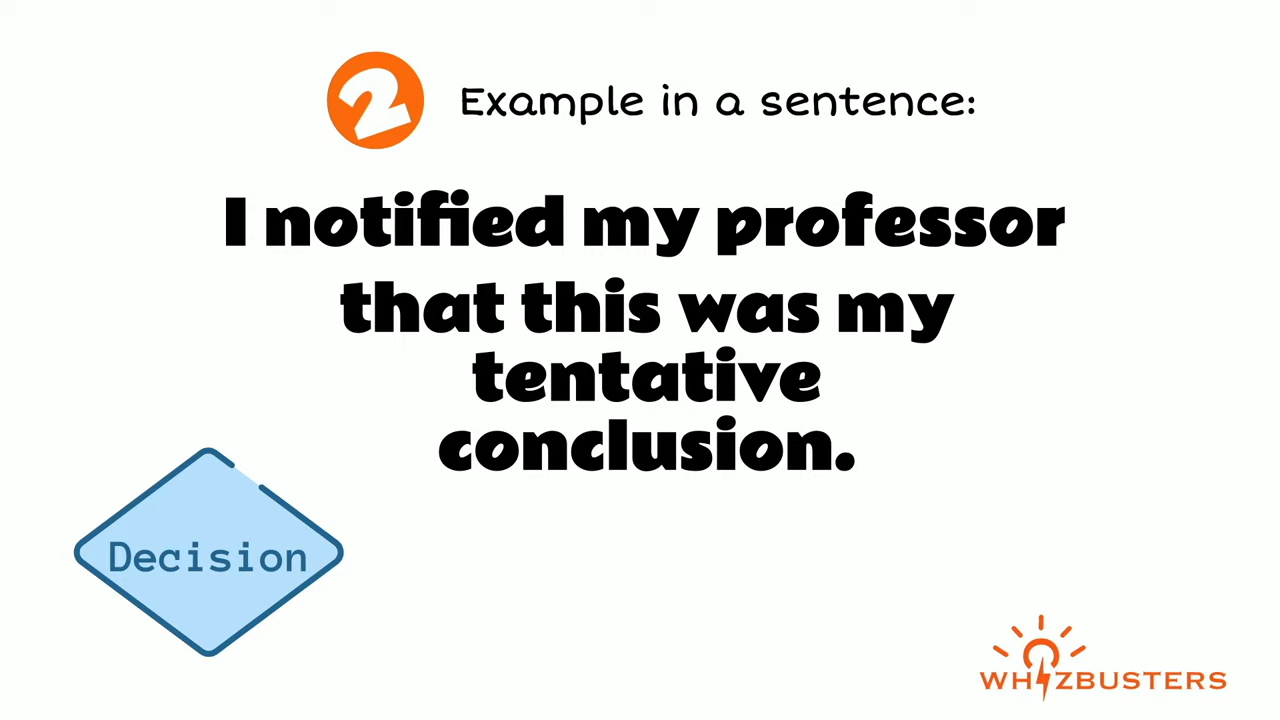 2 Example in a sentence:
I notified my professor
that this was my
tentative
conclusion.
Decision
WHIZBUSTERS